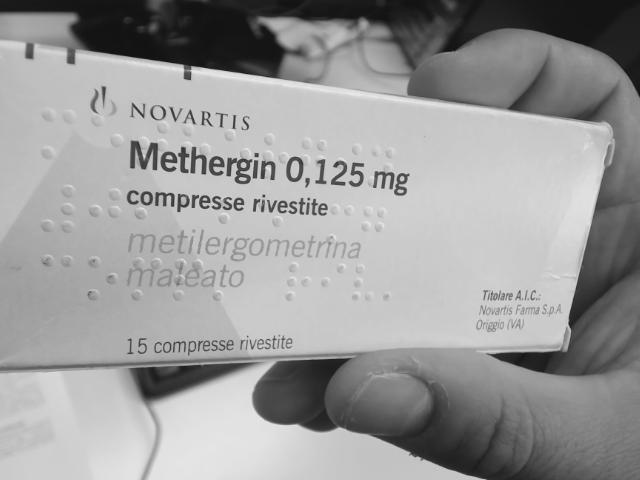 NOVARTIS
Methergin 0,125 mg
compresse rivestite
metilergometrina
maleato
15 compresse rivestite
Titolare A.I.C.:
Novartis Farma S.p.A.
Origgio (VA)